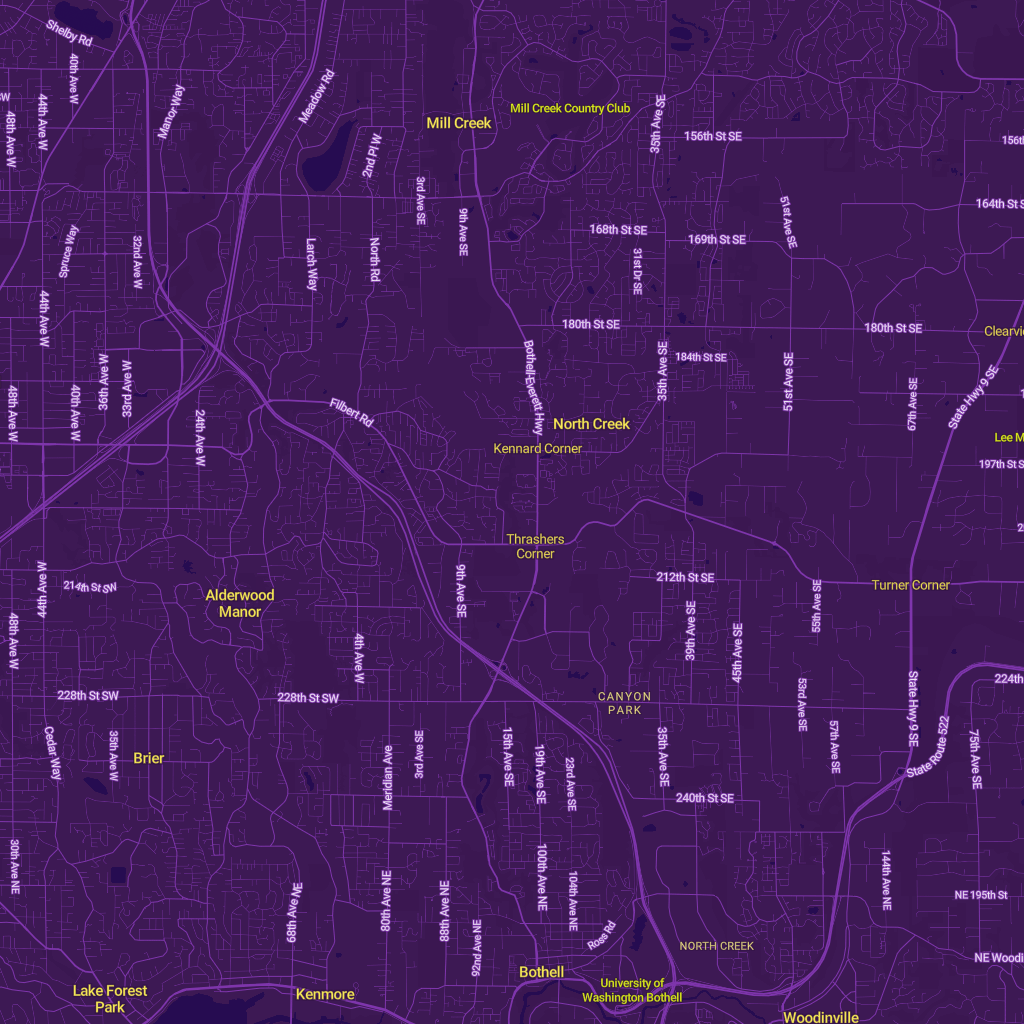 Shelby Rd
40th Ave W
SW
48th Ave W
44th Ave W
Manor Way
Meadow Rd
Mill Creek
Mill Creek Country Club
35th Ave SE
156th St SE
156t
2nd Pl W
3rd Ave SE
9th Ave SE
51st Ave SE
164th St S
168th St SE
169th St SE
Spruce Way
32nd Ave W
Larch Way
North Rd
31st Dr SE
44th Ave W
180th St SE
180th St SE
Clearvi
36th Ave W
33rd Ave W
Bothell-Everett Hwy
35th Ave SE
184th St SE
51st Ave SE
67th Ave SE
State Hwy 9 SE
48th Ave W
40th Ave W
24th Ave W
Filbert Rd
North Creek
Kennard Corner
Lee M
197th St S
Thrashers
Corner
2
44th Ave W
214th St SW
Alderwood
Manor
9th Ave SE
212th St SE
55th Ave SE
Turner Corner
48th Ave W
4th Ave W
39th Ave SE
45th Ave SE
228th St SW
228th St SW
CANYON
PARK
53rd Ave SE
State Hwy 9 SE
224th
Cedar Way
35th Ave W
Brier
Meridian Ave
3rd Ave SE
15th Ave SE
19th Ave SE
23rd Ave SE
35th Ave SE
57th Ave SE
State Route 522
75th Ave SE
240th St SE
30th Ave NE
68th Ave NE
80th Ave NE
88th Ave NE
92nd Ave NE
100th Ave NE
104th Ave NE
Ross Rd
144th Ave NE
NE 195th St
NORTH CREEK
NE Woodi
Lake Forest
Park
Kenmore
Bothell
University of
Washington Bothell
Woodinville